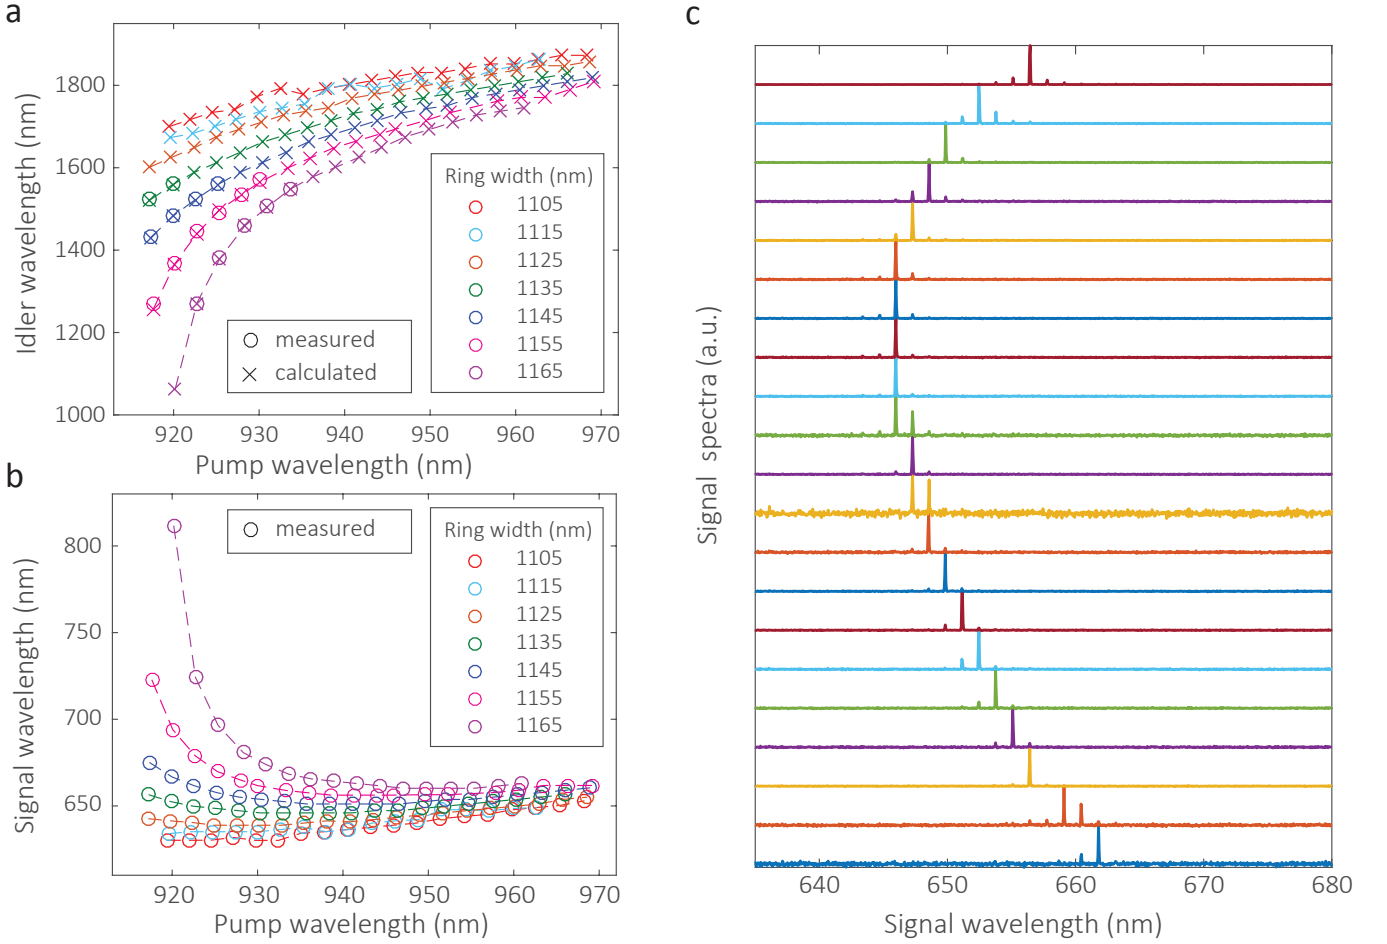 a
Idler wavelength (nm)
1800
1600
1400
1200
1000
920 930 940 950 960 970
Pump wavelength (nm)
measured
calculated
Ring width (nm)
1105
1115
1125
1135
1145
1155
1165
b
Signal wavelength (nm)
800
750
700
650
920 930 940 950 960 970
Pump wavelength (nm)
measured
Ring width (nm)
1105
1115
1125
1135
1145
1155
1165
c
Signal spectra (a.u.)
640 650 660 670 680
Signal wavelength (nm)